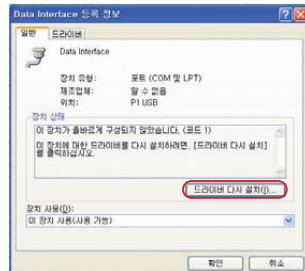 Data Interface 등록 정보
일반 드라이버
Data Interface
장치 유형: 포트 (COM 및 LPT)
제조업체: 알 수 없음
위치: P1 USB
장치 상태
이 장치가 올바르게 구성되지 않았습니다. (코드 1)
이 장치에 대한 드라이버를 다시 설치하려면, [드라이버 다시 설치]
를 클릭하십시오.
드라이버 다시 설치(I)...
장치 사용(D):
이 장치 사용(사용 가능)
확인 취소